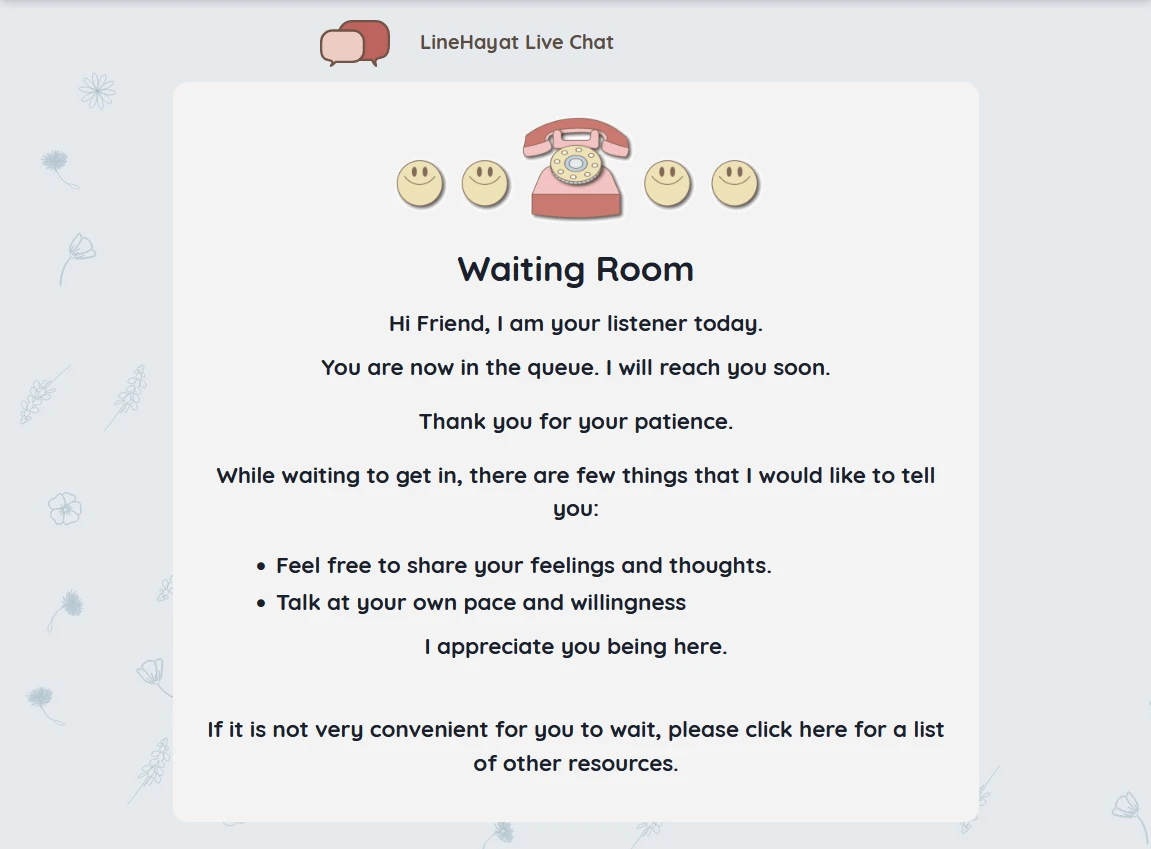 LineHayat Live Chat
Waiting Room
Hi Friend, I am your listener today.
You are now in the queue. I will reach you soon.
Thank you for your patience.
While waiting to get in, there are few things that I would like to tell
you:
• Feel free to share your feelings and thoughts.
• Talk at your own pace and willingness
I appreciate you being here.
If it is not very convenient for you to wait, please click here for a list
of other resources.